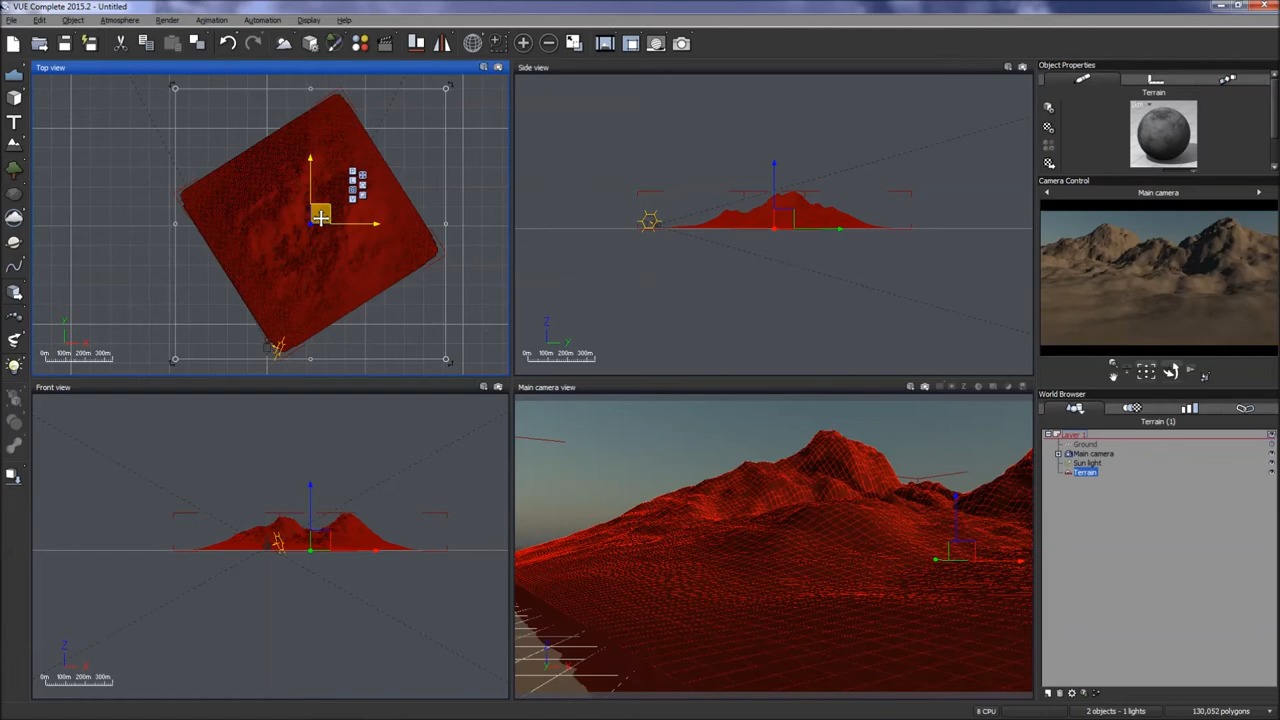 VUE Complete 2015.2 - Untitled
File Edit Object Atmosphere Render Animation Automation Display Help
Top view
Side view
Object Properties
Terrain
Camera Control
Main camera
Y
X
0m 100m 200m 300m
Z
Y
0m 100m 200m 300m
Front view
Main camera view
World Browser
Terrain (1)
Layer 1
Ground
Main camera
Sun light
Terrain
Z
X
0m 100m 200m 300m
8 CPU
2 objects - 1 lights
130,052 polygons